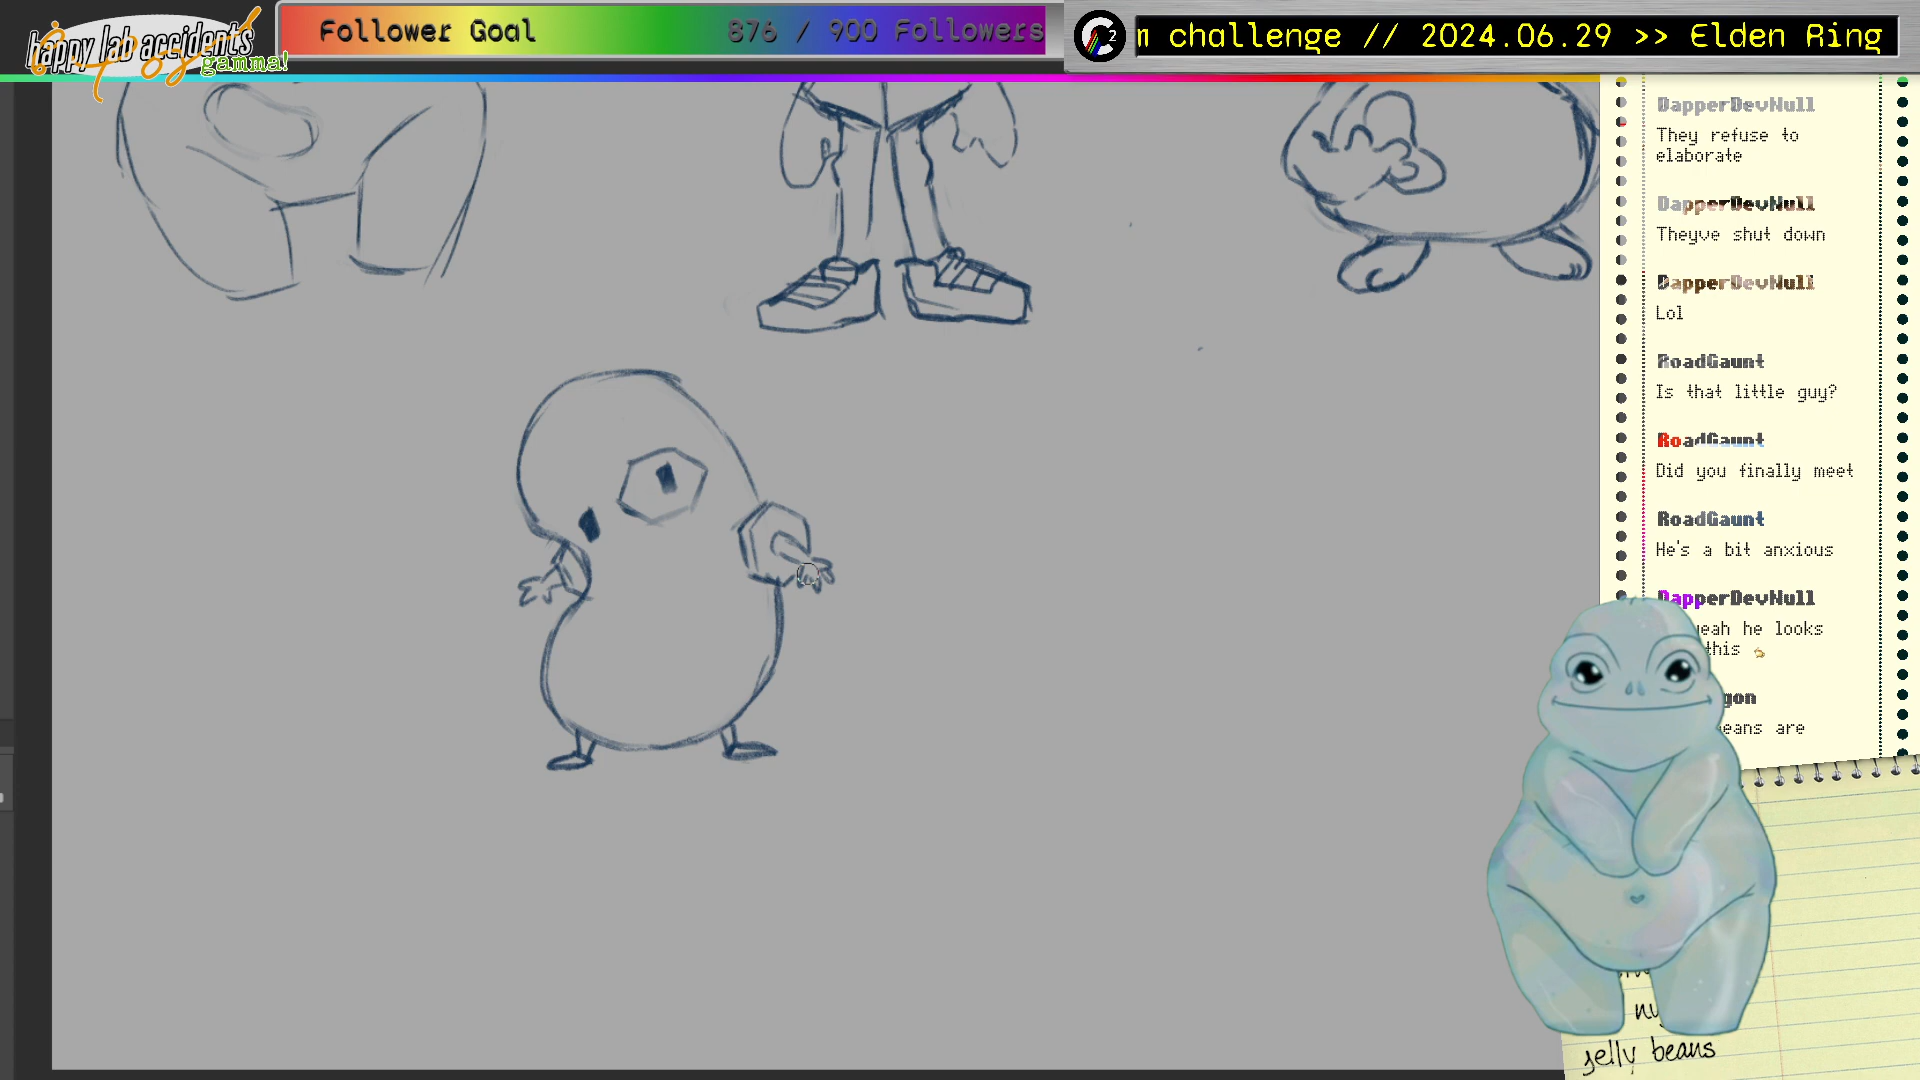 happy lab accidents
gamma!
Follower Goal
876 / 900 Followers
m challenge // 2024.06.29 >> Elden Ring
DapperDevNull
They refuse to
elaborate
DapperDevNull
Theyve shut down
DapperDevNull
Lol
RoadGaunt
Is that little guy?
RoadGaunt
Did you finally meet
RoadGaunt
He's a bit anxious
DapperDevNull
yeah he looks
this
gon
eans are
jelly beans